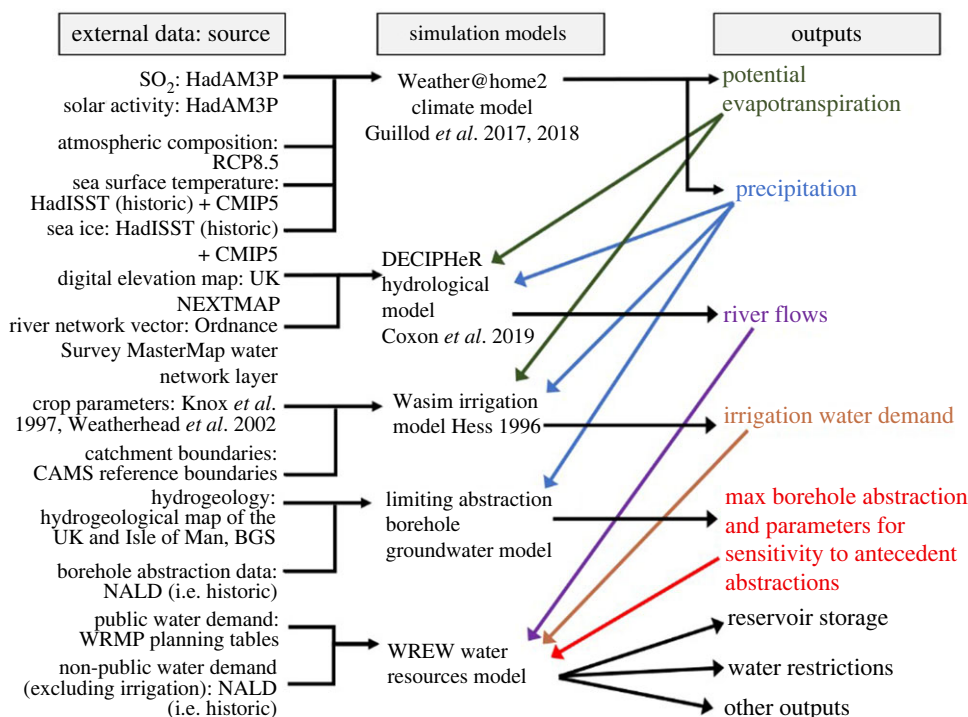 external data: source
simulation models
outputs
SO2: HadAM3P
solar activity: HadAM3P
atmospheric composition:
RCP8.5
sea surface temperature:
HadISST (historic) + CMIP5
sea ice: HadISST (historic)
+ CMIP5
digital elevation map: UK
NEXTMAP
river network vector: Ordnance
Survey MasterMap water
network layer
crop parameters: Knox et al.
1997, Weatherhead et al. 2002
catchment boundaries:
CAMS reference boundaries
hydrogeology:
hydrogeological map of the
UK and Isle of Man, BGS
borehole abstraction data:
NALD (i.e. historic)
public water demand:
WRMP planning tables
non-public water demand
(excluding irrigation): NALD
(i.e. historic)
Weather@home2
climate model
Guillod et al. 2017, 2018
DECIPHeR
hydrological
model
Coxon et al. 2019
Wasim irrigation
model Hess 1996
limiting abstraction
borehole
groundwater model
WREW water
resources model
potential
evapotranspiration
precipitation
river flows
irrigation water demand
max borehole abstraction
and parameters for
sensitivity to antecedent
abstractions
reservoir storage
water restrictions
other outputs